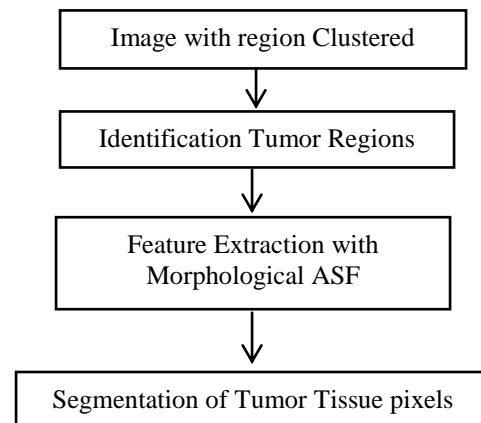 Image with region Clustered
Identification Tumor Regions
Feature Extraction with
Morphological ASF
Segmentation of Tumor Tissue pixels